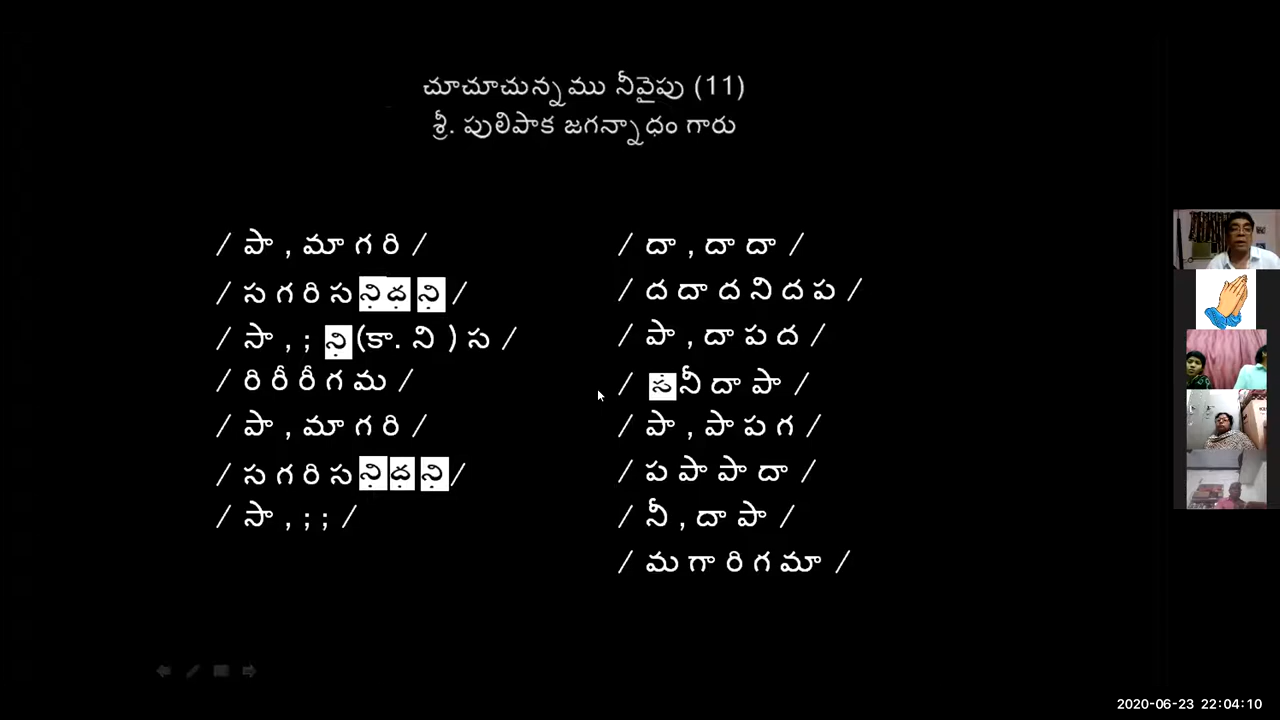 చూచూచున్నము నీవైపు (11)
శ్రీ. పులిపాక జగన్నాధం గారు
/ పా , మా గ రి /
/ స గ రి స ని ధ ని /
/ సా , ; ని (కా. ని ) స /
/ రి రీ రీ గ మ /
/ పా , మా గ రి /
/ స గ రి స ని ధ ని /
/ సా , ; ; /
/ దా , దా దా /
/ ద దా ద ని ద ప /
/ పా , దా ప ద /
/ స నీ దా పా /
/ పా , పా ప గ /
/ ప పా పా దా /
/ నీ , దా పా /
/ మ గా రి గ మా /
2020-06-23 22:04:10